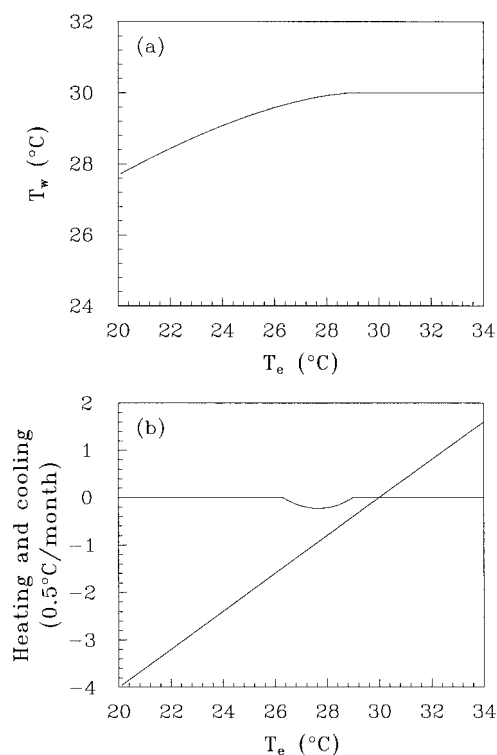 32
(a)
30
28
26
24
T_w (°C)
20 22 24 26 28 30 32 34
T_e (°C)
2
(b)
1
0
−1
−2
−3
−4
Heating and cooling
(0.5°C/month)
20 22 24 26 28 30 32 34
T_e (°C)